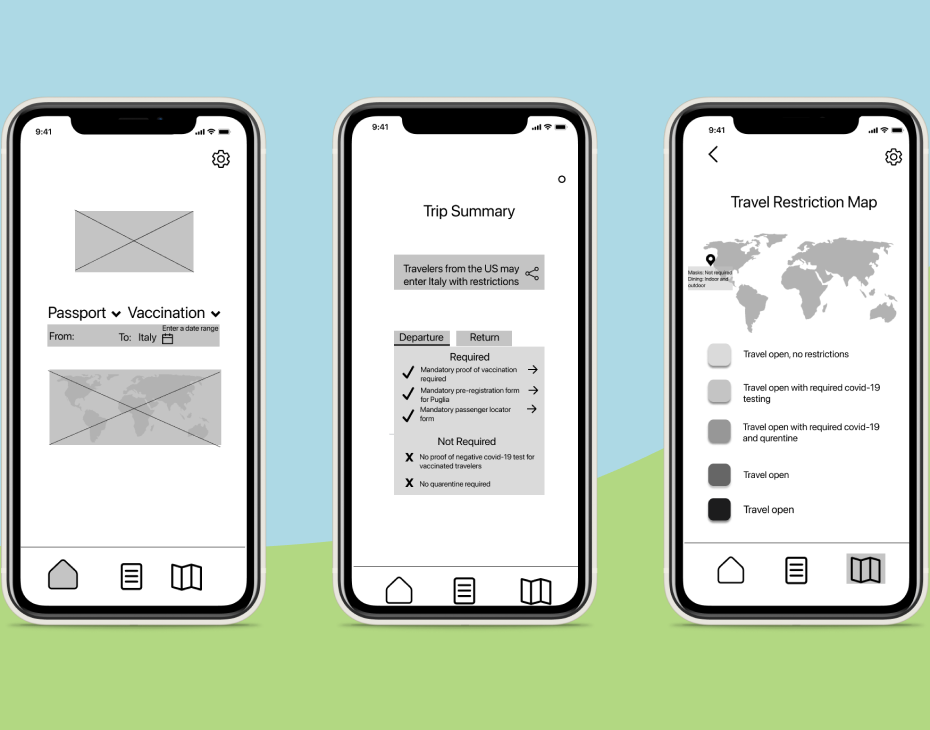 9:41
Passport
Vaccination
Enter a date range
From:
To: Italy
9:41
Trip Summary
Travelers from the US may
enter Italy with restrictions
Departure
Return
Required
Mandatory proof of vaccination
required
Mandatory pre-registration form
for Puglia
Mandatory passenger locator
form
Not Required
X No proof of negative covid-19 test for
vaccinated travelers
X No quarentine required
9:41
Travel Restriction Map
Masks: Not required
Dining: Indoor and
outdoor
Travel open, no restrictions
Travel open with required covid-19
testing
Travel open with required covid-19
and qurentine
Travel open
Travel open